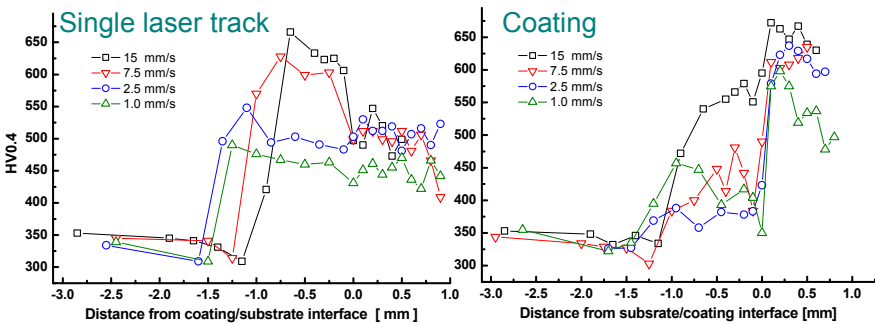 Single laser track
15 mm/s
7.5 mm/s
2.5 mm/s
1.0 mm/s
HV0.4
650
600
550
500
450
400
350
300
-3.0 -2.5 -2.0 -1.5 -1.0 -0.5 0.0 0.5 1.0
Distance from coating/substrate interface [ mm ]
Coating
15 mm/s
7.5 mm/s
2.5 mm/s
1.0 mm/s
650
600
550
500
450
400
350
300
-3.0 -2.5 -2.0 -1.5 -1.0 -0.5 0.0 0.5 1.0
Distance from subsrate/coating interface [mm]